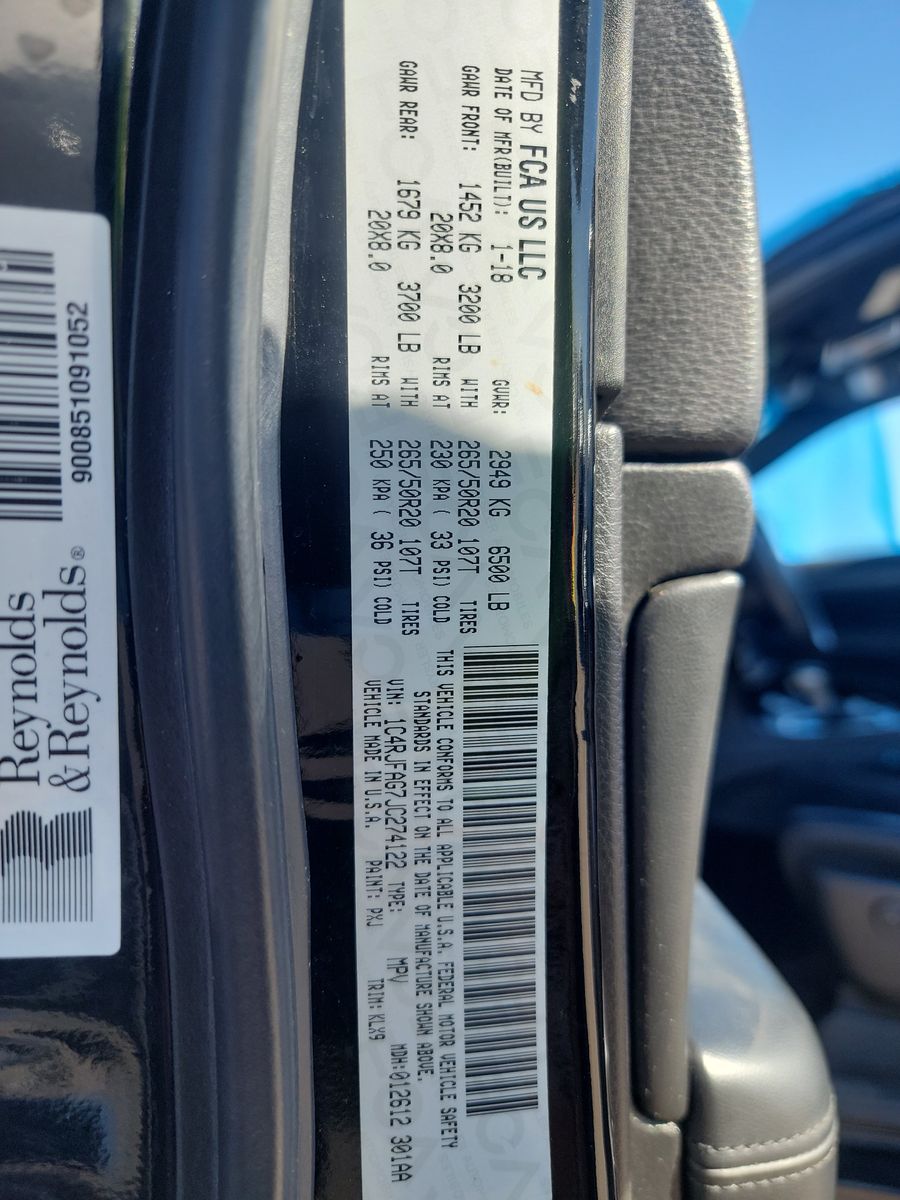 MFD BY FCA US LLC
DATE OF MFR(BUILT): 1-18 GVWR: 2949 KG 6500 LB
GAWR FRONT: 1452 KG 3200 LB WITH 265/50R20 107T TIRES
20X8.0 RIMS AT 230 KPA ( 33 PSI) COLD
GAWR REAR: 1679 KG 3700 LB WITH 265/50R20 107T TIRES
20X8.0 RIMS AT 250 KPA ( 36 PSI) COLD
THIS VEHICLE CONFORMS TO ALL APPLICABLE U.S.A. FEDERAL MOTOR VEHICLE SAFETY
STANDARDS IN EFFECT ON THE DATE OF MANUFACTURE SHOWN ABOVE.
VIN: 1C4RJFAG7JC274122 TYPE: MPV MDH:012612 301AA
VEHICLE MADE IN U.S.A. PAINT: PXJ TRIM: KLX9
900851091052
Reynolds
&Reynolds®